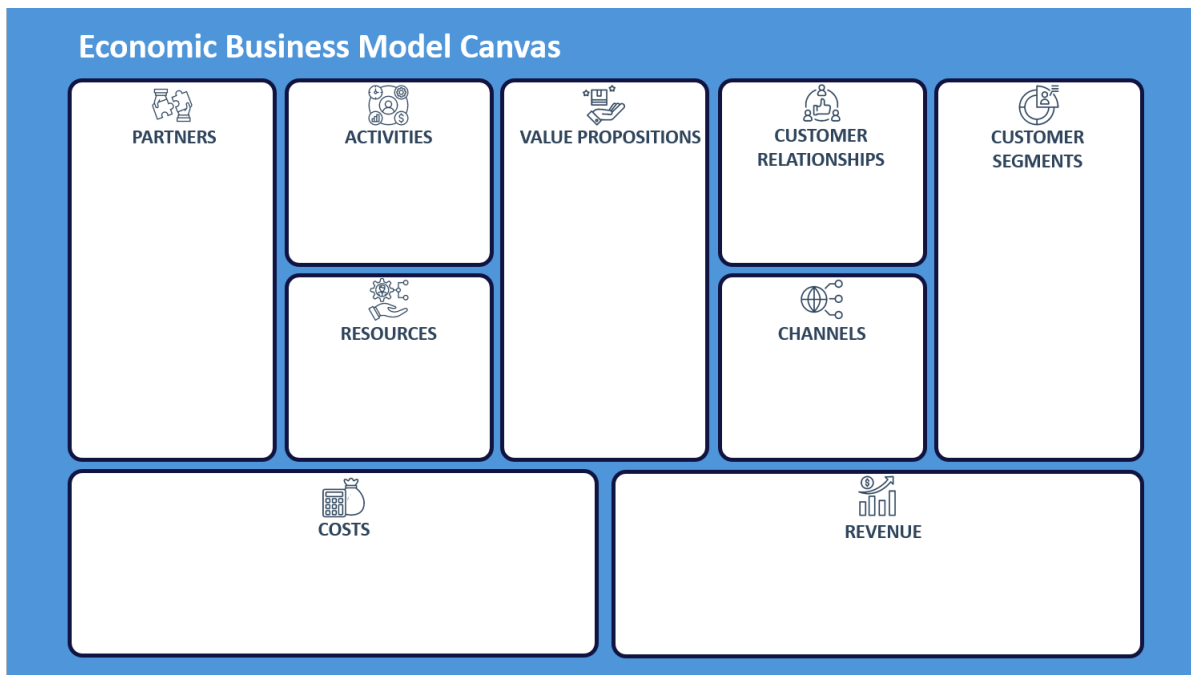 Economic Business Model Canvas
PARTNERS
ACTIVITIES
VALUE PROPOSITIONS
CUSTOMER
RELATIONSHIPS
CUSTOMER
SEGMENTS
RESOURCES
CHANNELS
COSTS
REVENUE